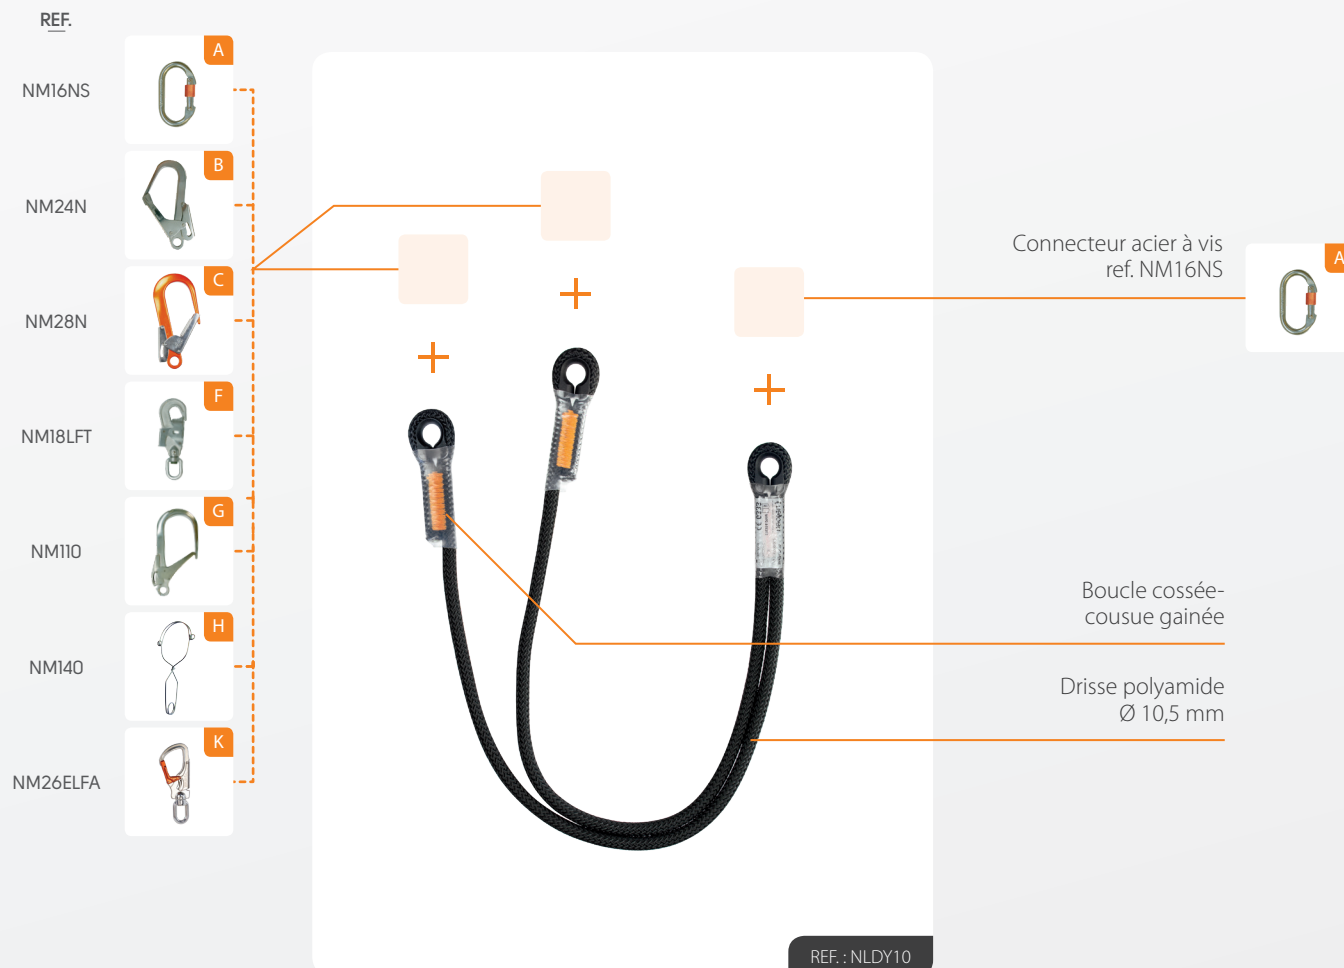 REF.
A
NM16NS
B
NM24N
C
NM28N
F
NM18LFT
G
NM110
H
NM140
K
NM26ELFA
Connecteur acier à vis
ref. NM16NS
A
Boucle cossée-
cousue gainée
Drisse polyamide
Ø 10,5 mm
REF. : NLDY10